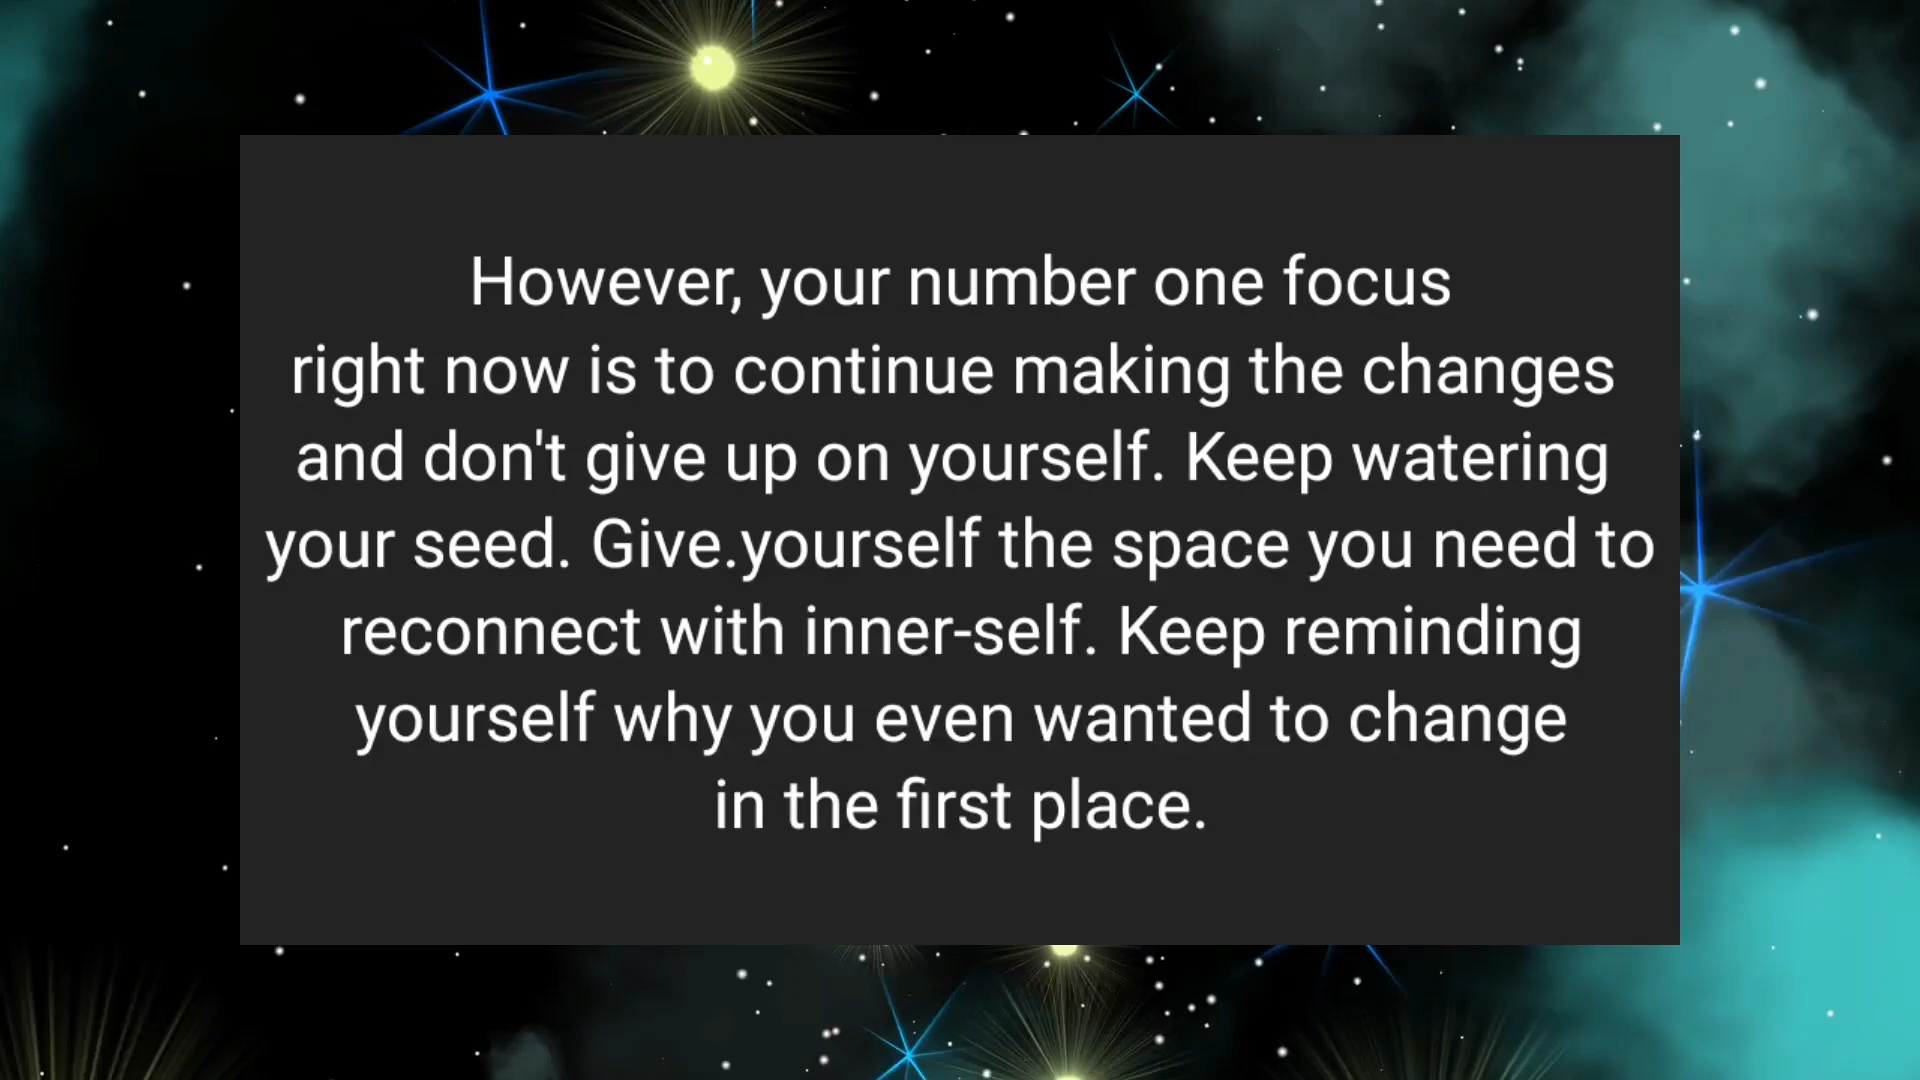 However, your number one focus
right now is to continue making the changes
and don't give up on yourself. Keep watering
your seed. Give.yourself the space you need to
reconnect with inner-self. Keep reminding
yourself why you even wanted to change
in the first place.